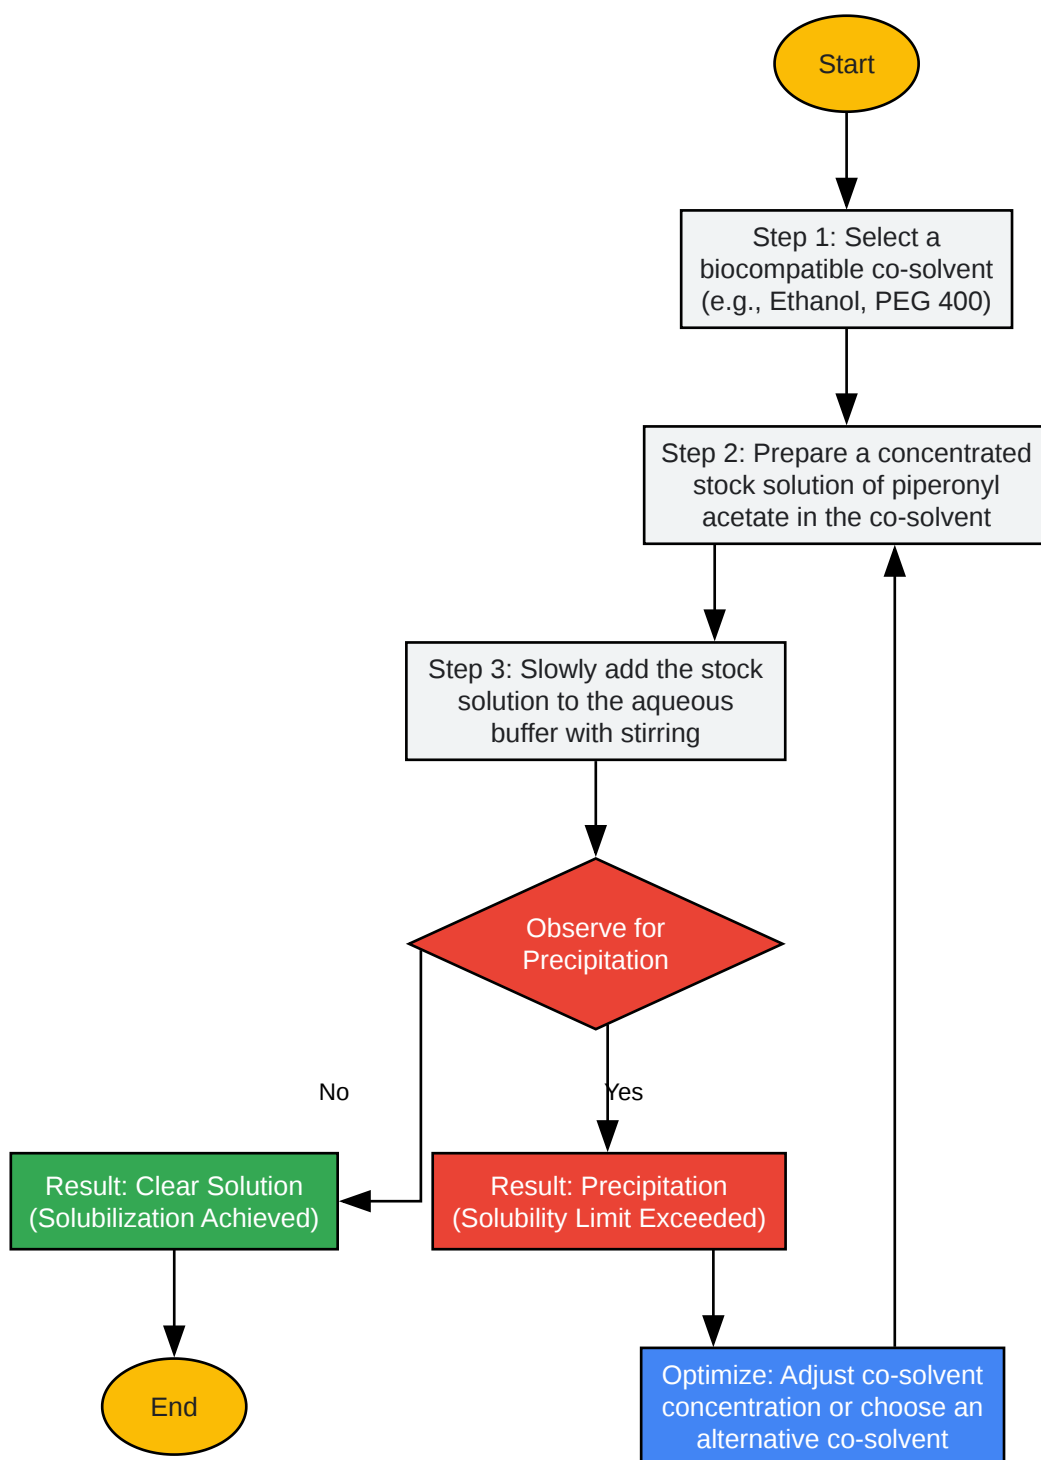 Start
Step 1: Select a
biocompatible co-solvent
(e.g., Ethanol, PEG 400)
Step 2: Prepare a concentrated
stock solution of piperonyl
acetate in the co-solvent
Step 3: Slowly add the stock
solution to the aqueous
buffer with stirring
Observe for
Precipitation
No
Yes
Result: Clear Solution
(Solubilization Achieved)
Result: Precipitation
(Solubility Limit Exceeded)
End
Optimize: Adjust co-solvent
concentration or choose an
alternative co-solvent